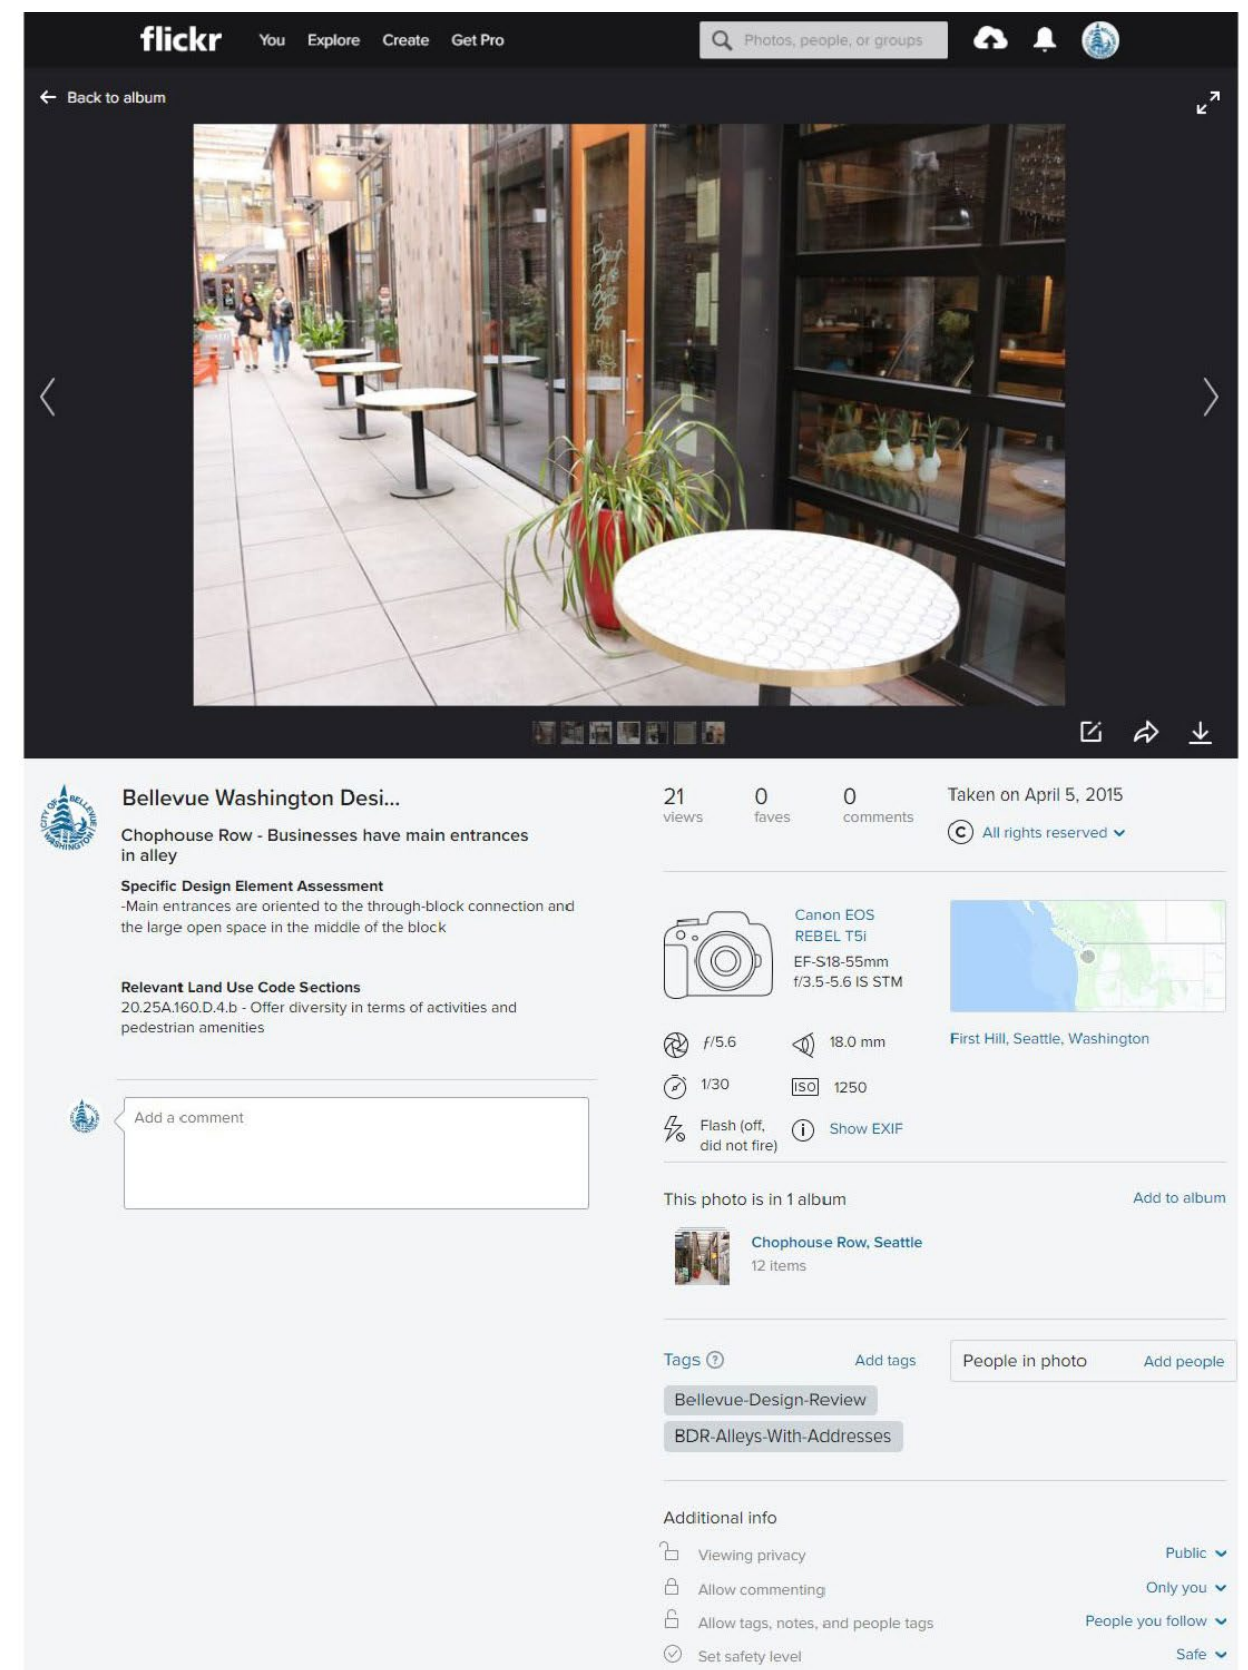 flickr You Explore Create Get Pro Photos, people, or groups
Back to album
Bellevue Washington Desi...
Chophouse Row - Businesses have main entrances
in alley
Specific Design Element Assessment
-Main entrances are oriented to the through-block connection and
the large open space in the middle of the block
Relevant Land Use Code Sections
20.25A.160.D.4.b - Offer diversity in terms of activities and
pedestrian amenities
Add a comment
CITY OF BELLEVUE
WASHINGTON
21 0 0
views faves comments
Taken on April 5, 2015
All rights reserved
Canon EOS
REBEL T5i
EF-S18-55mm
f/3.5-5.6 IS STM
ƒ/5.6 18.0 mm
1/30 ISO 1250
Flash (off,
did not fire)
Show EXIF
First Hill, Seattle, Washington
This photo is in 1 album Add to album
Chophouse Row, Seattle
12 items
Tags Add tags
Bellevue-Design-Review
BDR-Alleys-With-Addresses
People in photo Add people
Additional info
Viewing privacy Public
Allow commenting Only you
Allow tags, notes, and people tags People you follow
Set safety level Safe